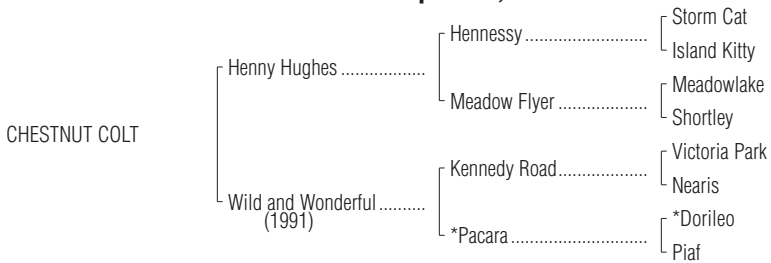 Storm Cat
Hennessy
Island Kitty
Henny Hughes
Meadowlake
Meadow Flyer
Shortley
CHESTNUT COLT
Victoria Park
Kennedy Road
Nearis
Wild and Wonderful
(1991)
*Dorileo
*Pacara
Piaf